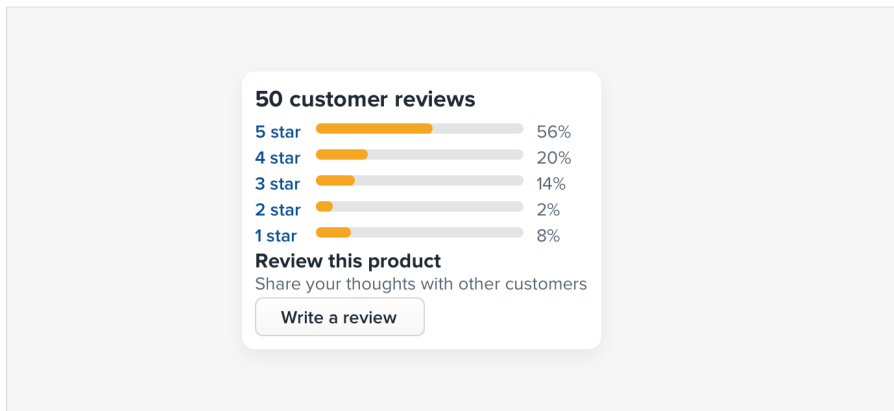 50 customer reviews
5 star 56%
4 star 20%
3 star 14%
2 star 2%
1 star 8%
Review this product
Share your thoughts with other customers
Write a review